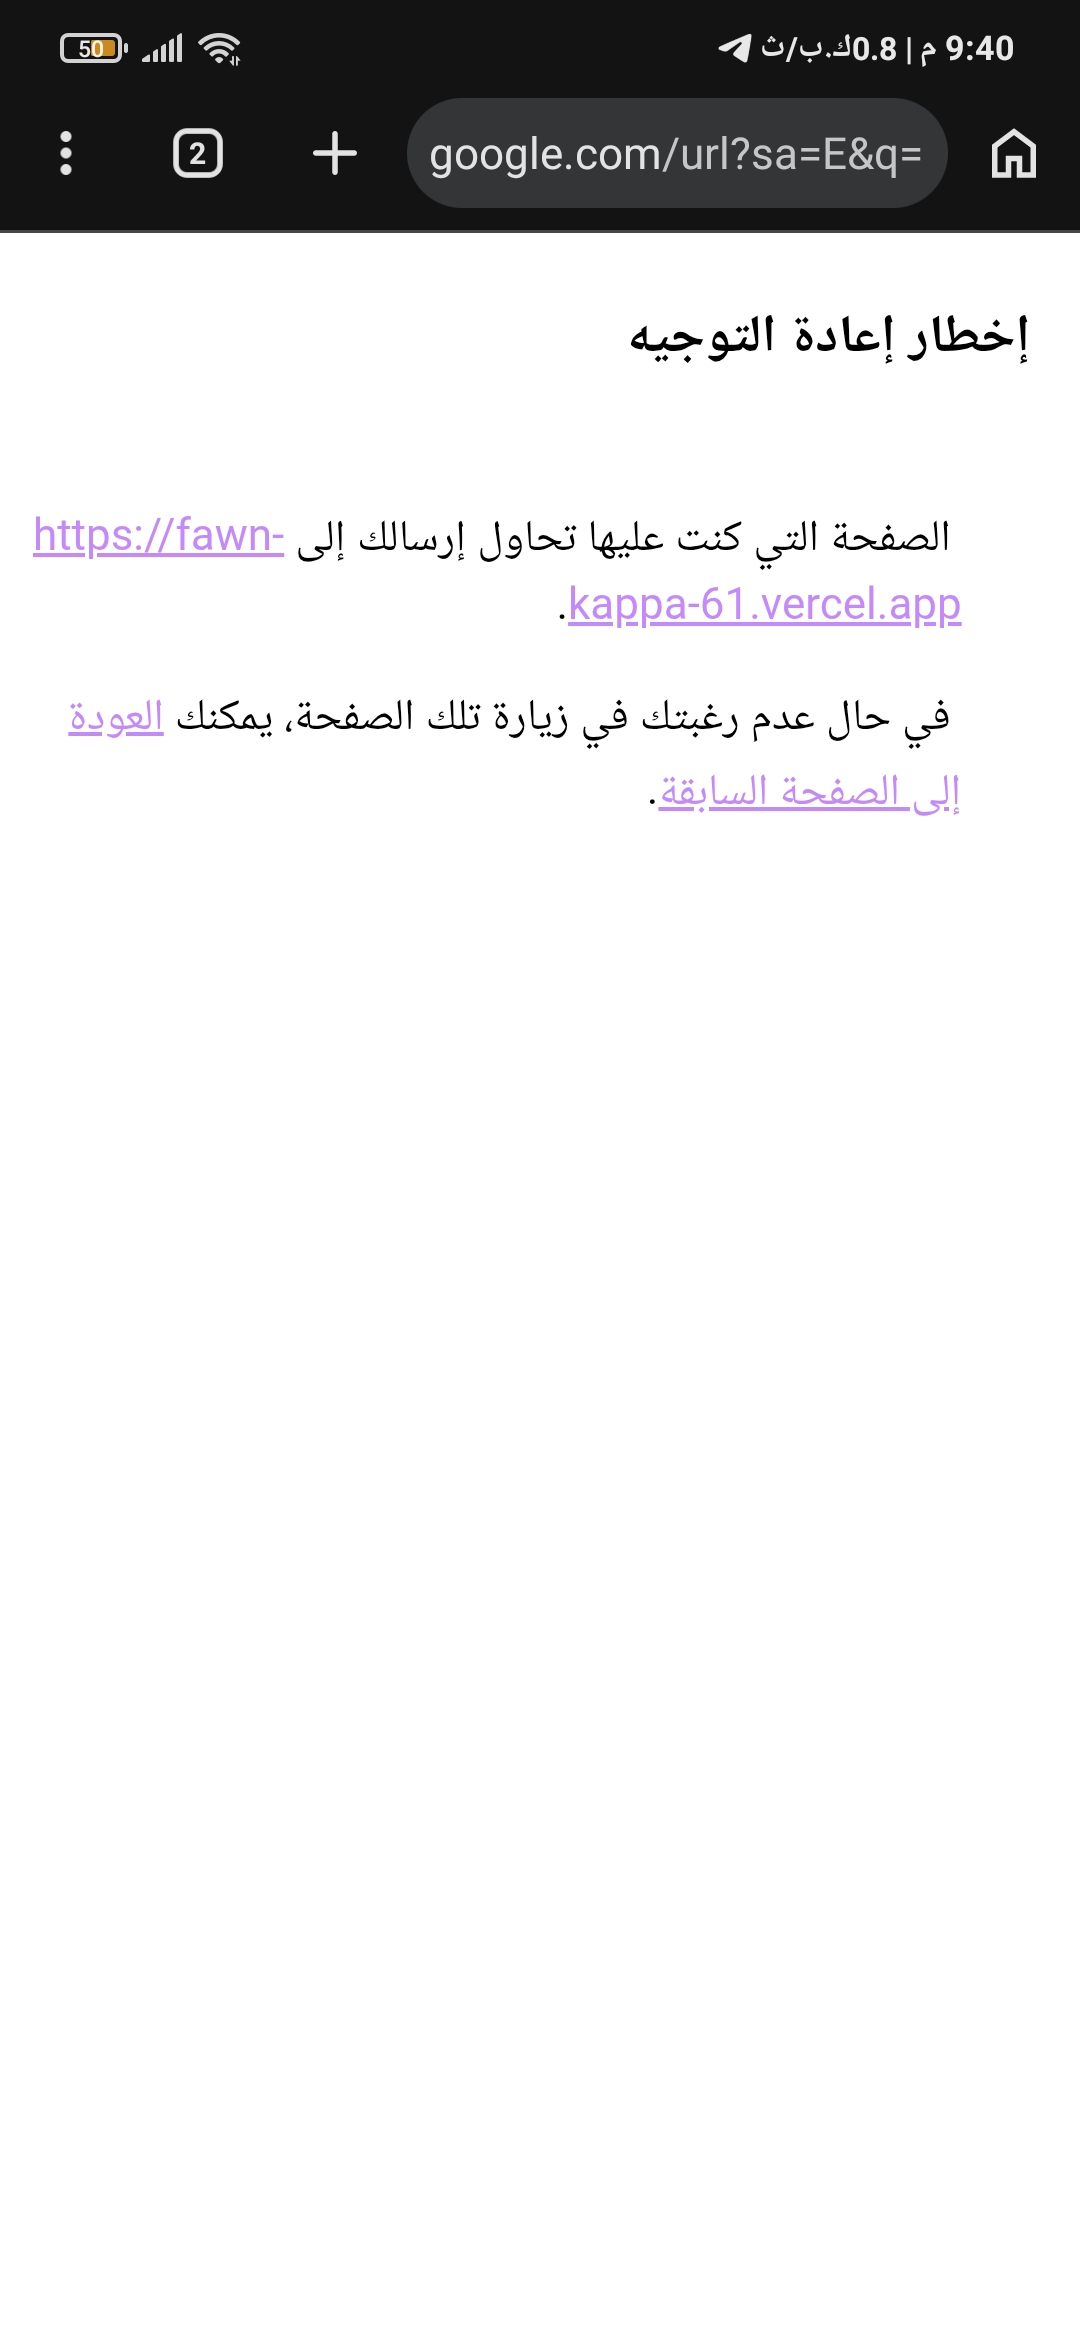 9:40 م | 0.8ك.ب/ث
50
google.com/url?sa=E&q=
2
إخطار إعادة التوجيه
الصفحة التي كنت عليها تحاول إرسالك إلى https://fawn-
kappa-61.vercel.app.
في حال عدم رغبتك في زيارة تلك الصفحة، يمكنك العودة
إلى الصفحة السابقة.